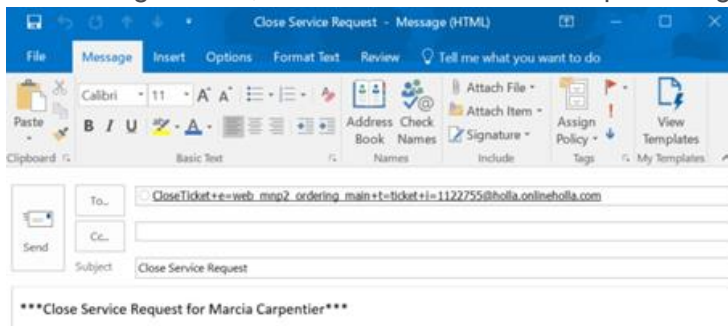 Close Service Request - Message (HTML)
File Message Insert Options Format Text Review Tell me what you want to do
Calibri 11 A A Attach File
Attach Item
Paste B I U A Address Check Signature Assign View
Book Names Policy Templates
Clipboard Basic Text Names Include Tags My Templates
To... CloseTicket+e=web_mnp2_ordering_main+t=ticket+i=1122755@holla.onlineholla.com
Cc...
Send
Subject Close Service Request
***Close Service Request for Marcia Carpentier***